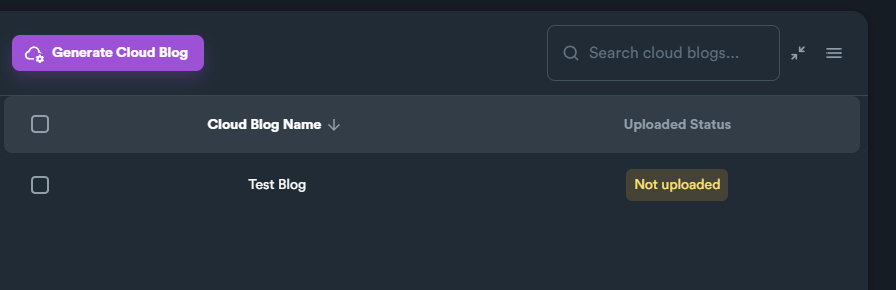 Generate Cloud Blog
Search cloud blogs...
Cloud Blog Name
Uploaded Status
Test Blog
Not uploaded